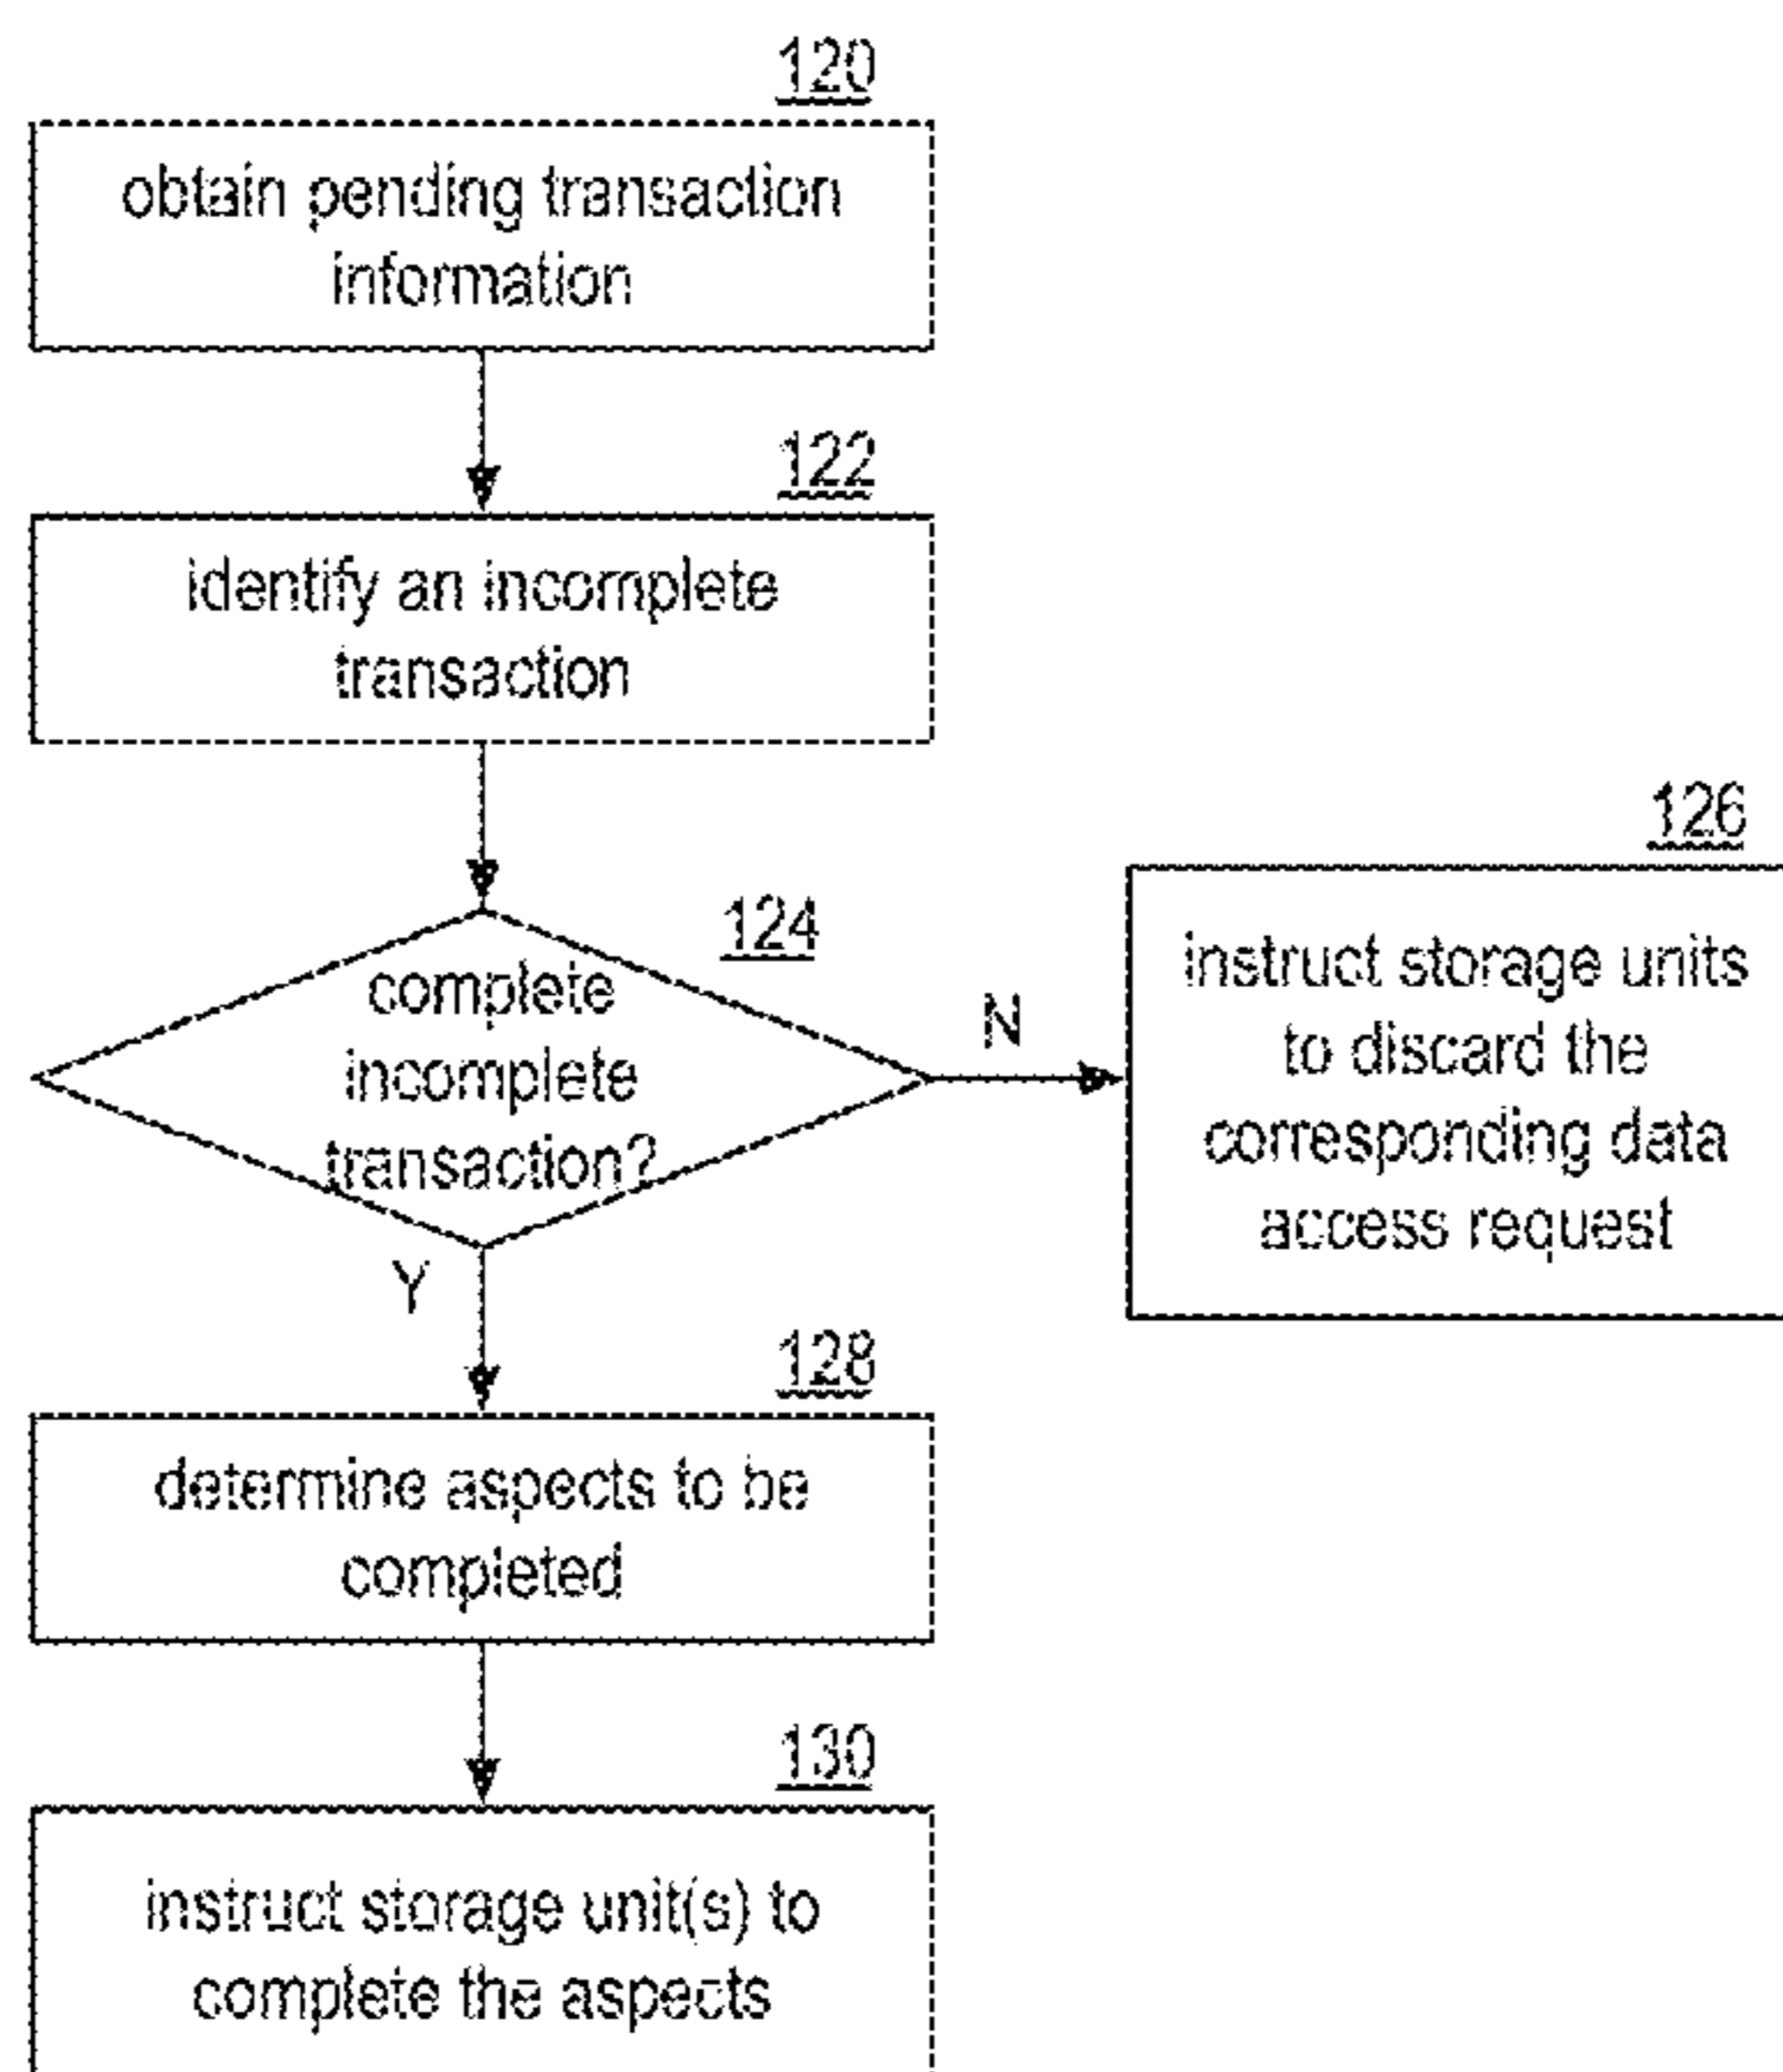 120
obtain pending transaction
information
122
identify an incomplete
transaction
124
complete
incomplete
transaction?
N
126
instruct storage units
to discard the
corresponding data
access request
Y
128
determine aspects to be
completed
130
instruct storage unit(s) to
complete the aspects